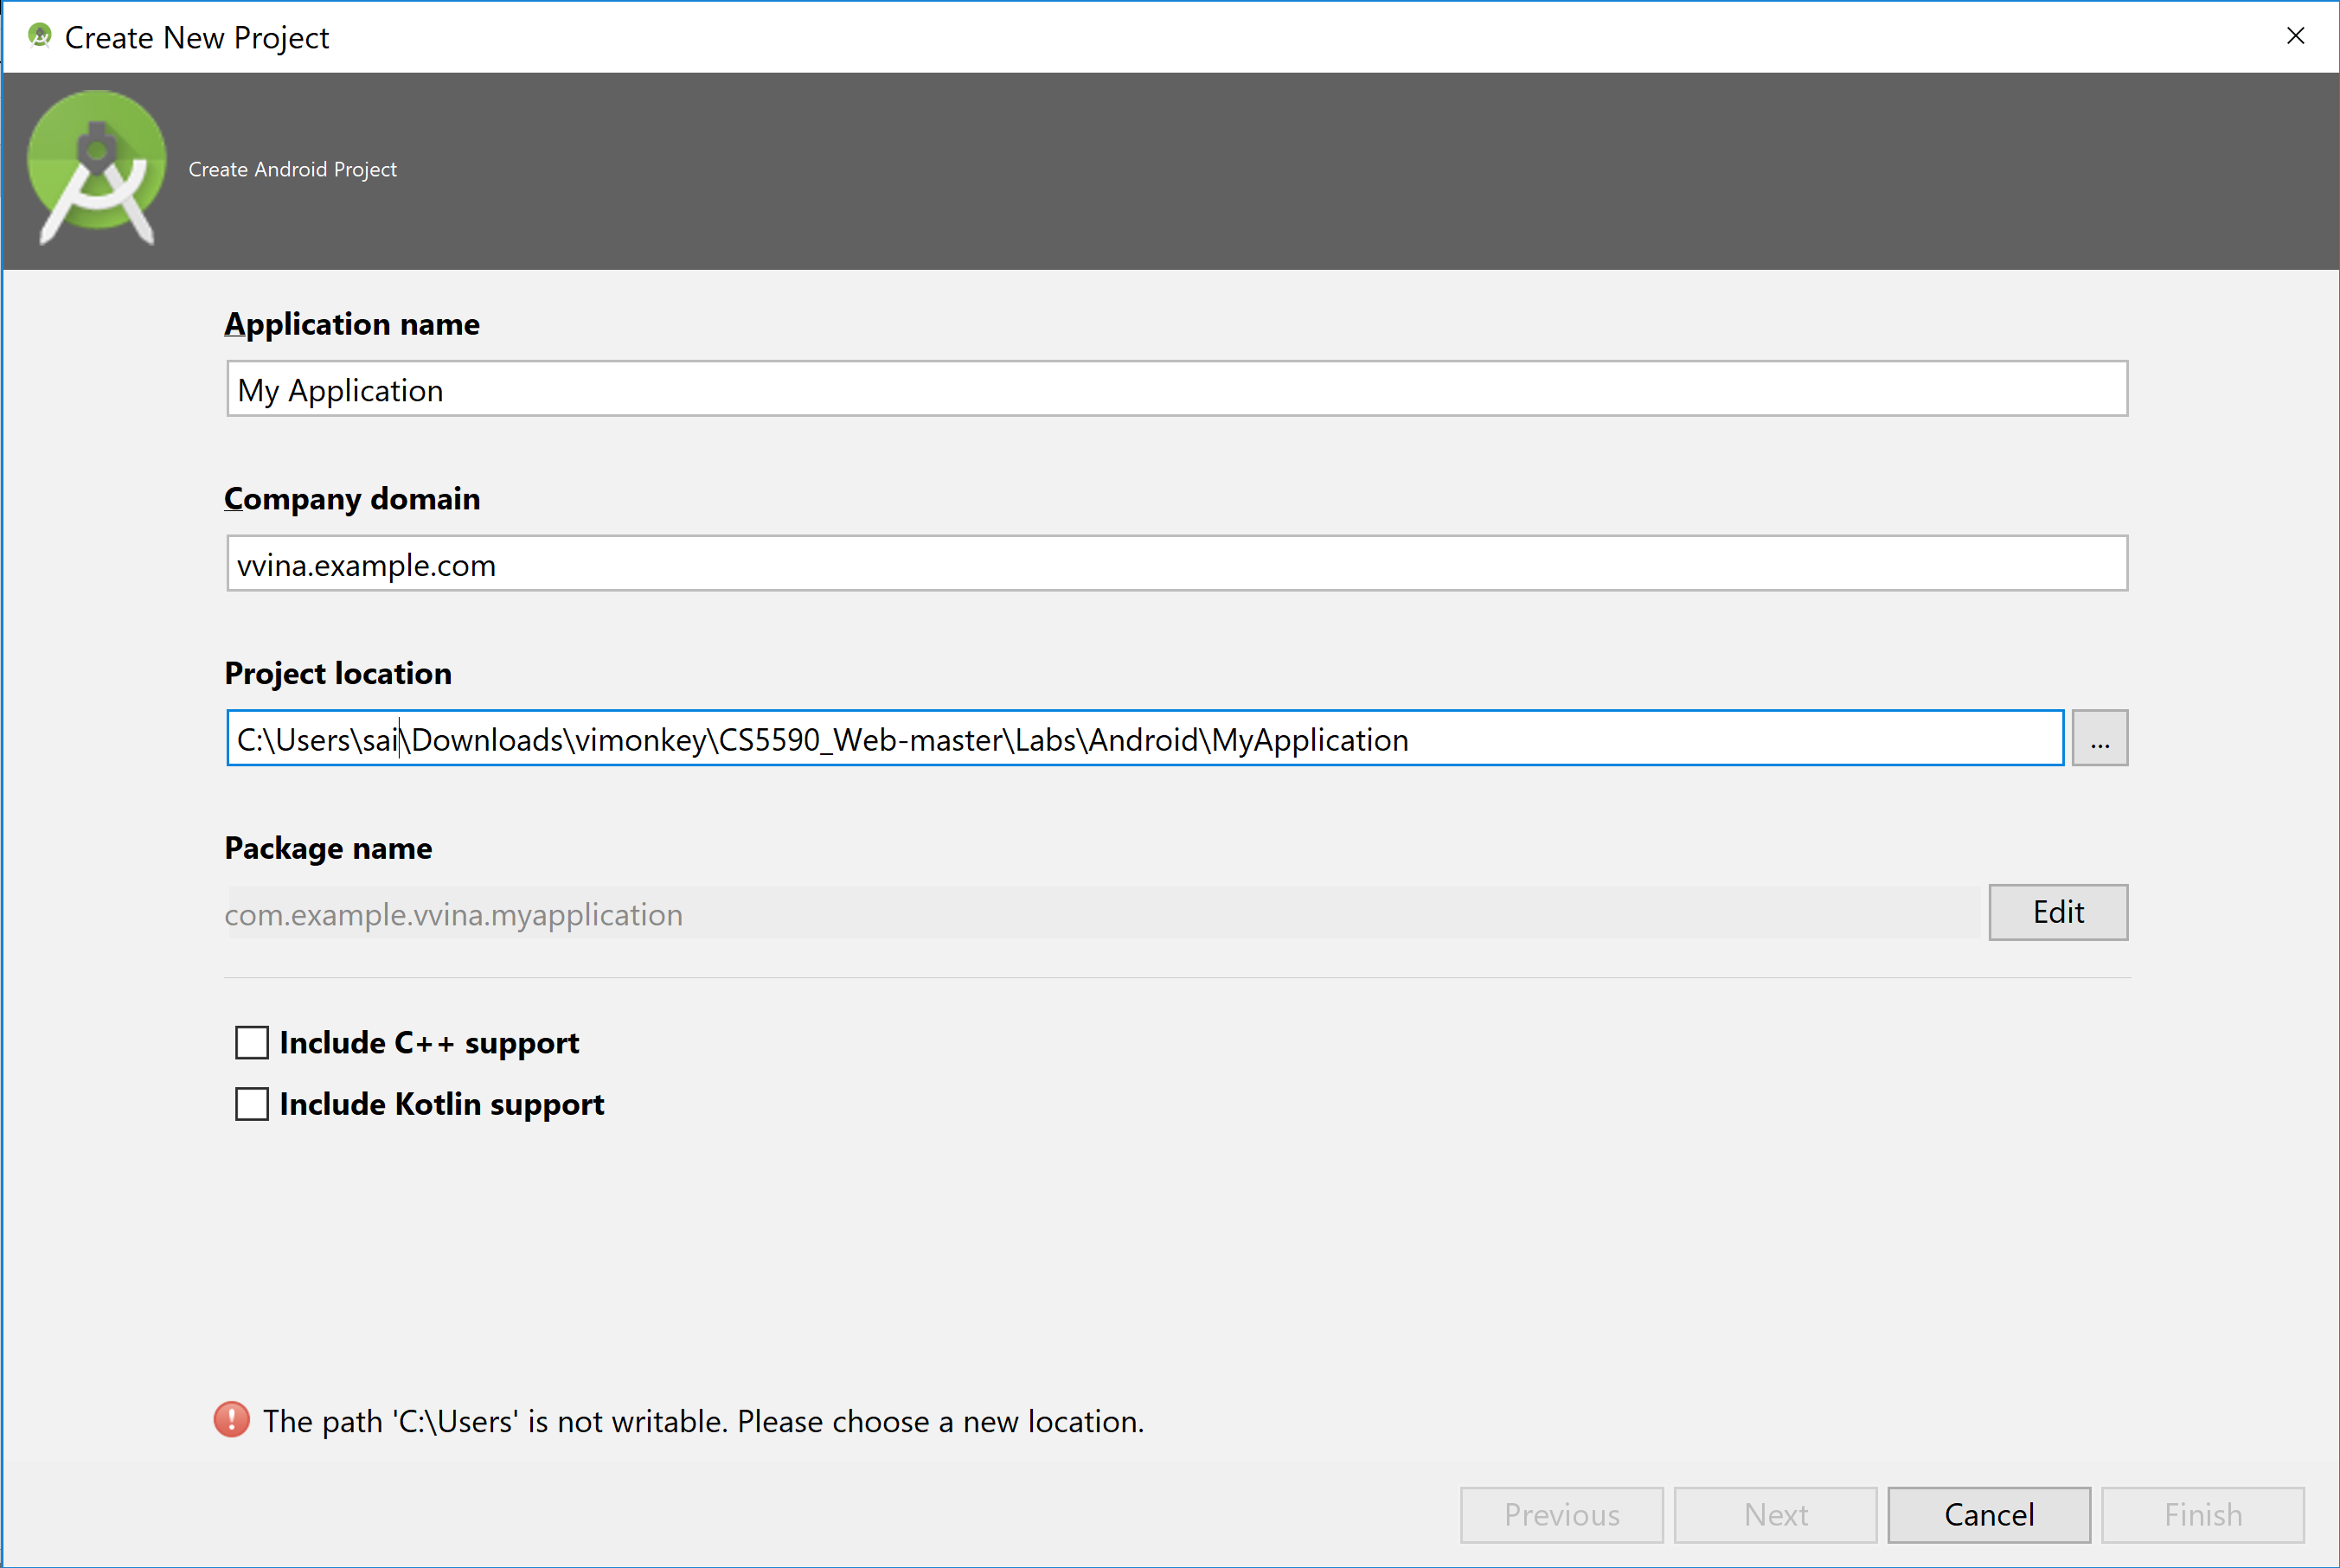 Create New Project
Create Android Project
Application name
My Application
Company domain
vvina.example.com
Project location
C:\Users\sai\Downloads\vimonkey\CS5590_Web-master\Labs\Android\MyApplication
...
Package name
com.example.vvina.myapplication
Edit
Include C++ support
Include Kotlin support
The path 'C:\Users' is not writable. Please choose a new location.
Previous Next Cancel Finish